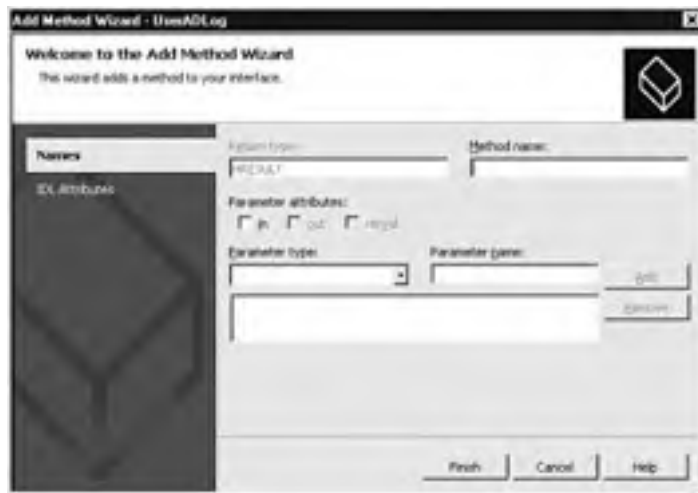 Add Method Wizard - UsesADLog
Welcome to the Add Method Wizard
This wizard adds a method to your interface.
Names
IDL Attributes
Return type:
HRESULT
Method name:
Parameter attributes:
in out retval
Parameter type:
Parameter name:
Add
Remove
Finish Cancel Help